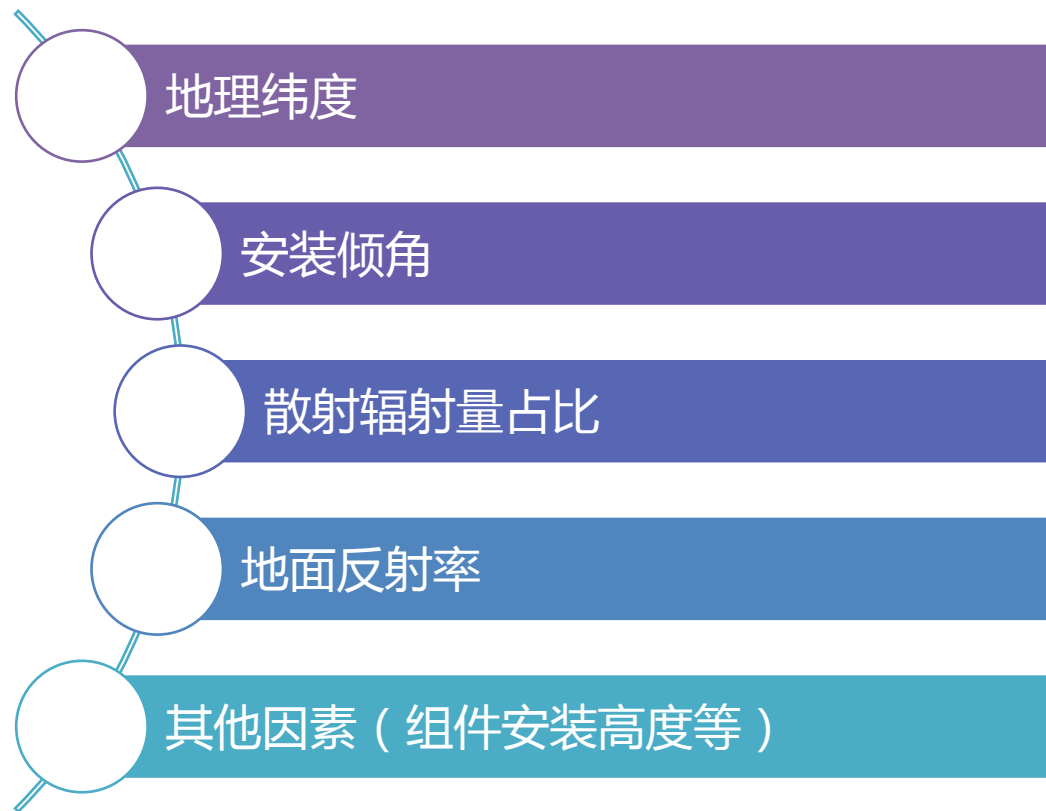 地理纬度
安装倾角
散射辐射量占比
地面反射率
其他因素（组件安装高度等）